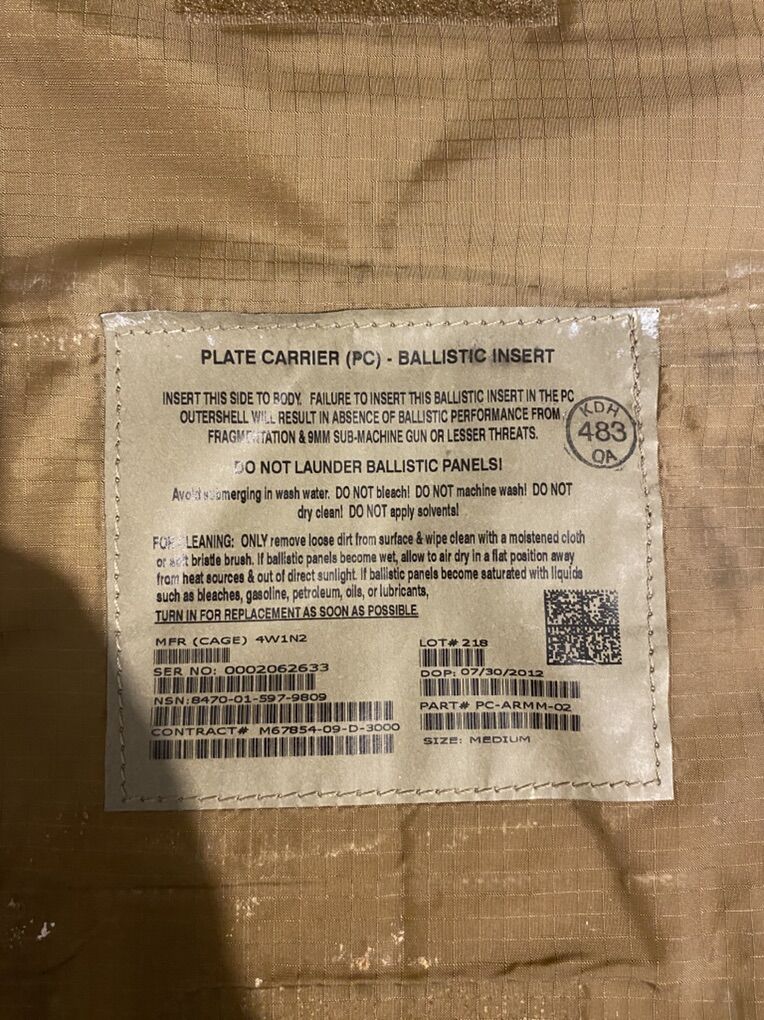 PLATE CARRIER (PC) - BALLISTIC INSERT
INSERT THIS SIDE TO BODY. FAILURE TO INSERT THIS BALLISTIC INSERT IN THE PC
OUTERSHELL WILL RESULT IN ABSENCE OF BALLISTIC PERFORMANCE FROM
FRAGMENTATION & 9MM SUB-MACHINE GUN OR LESSER THREATS.
KDH
483
QA
DO NOT LAUNDER BALLISTIC PANELS!
Avoid submerging in wash water. DO NOT bleach! DO NOT machine wash! DO NOT
dry clean! DO NOT apply solvents!
FOR CLEANING: ONLY remove loose dirt from surface & wipe clean with a moistened cloth
or soft bristle brush. If ballistic panels become wet, allow to air dry in a flat position away
from heat sources & out of direct sunlight. If ballistic panels become saturated with liquids
such as bleaches, gasoline, petroleum, oils, or lubricants,
TURN IN FOR REPLACEMENT AS SOON AS POSSIBLE.
MFR (CAGE) 4W1N2
SER NO: 0002062633
NSN:8470-01-597-9809
CONTRACT# M67854-09-D-3000
LOT# 218
DOP: 07/30/2012
PART# PC-ARMM-02
SIZE: MEDIUM